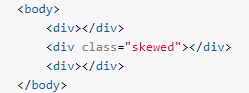 <body>
<div></div>
<div class="skewed"></div>
<div></div>
</body>